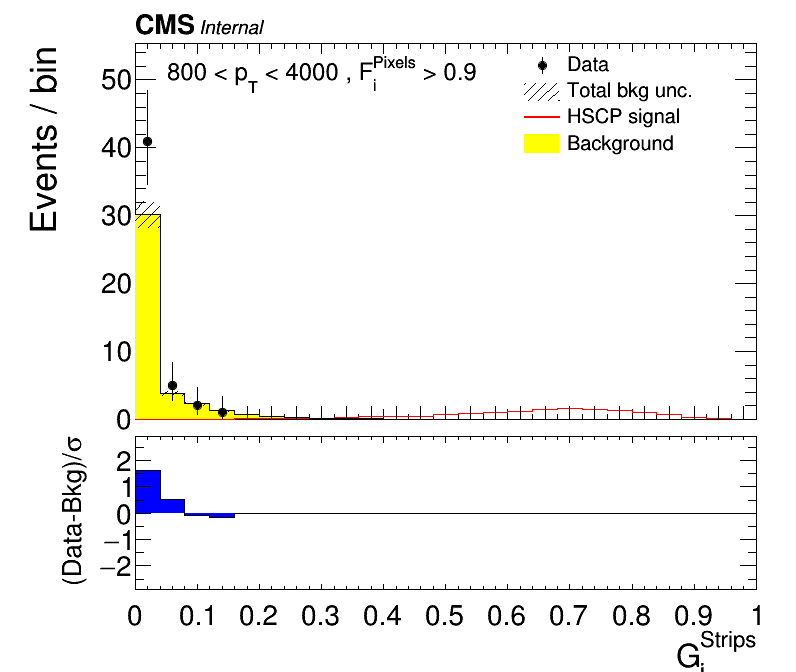 CMS Internal
800 < p_T < 4000 , F_i^Pixels > 0.9
Data
Total bkg unc.
HSCP signal
Background
Events / bin
50
40
30
20
10
0
(Data-Bkg)/σ
2
1
0
−1
−2
0 0.1 0.2 0.3 0.4 0.5 0.6 0.7 0.8 0.9 1
G_i^Strips